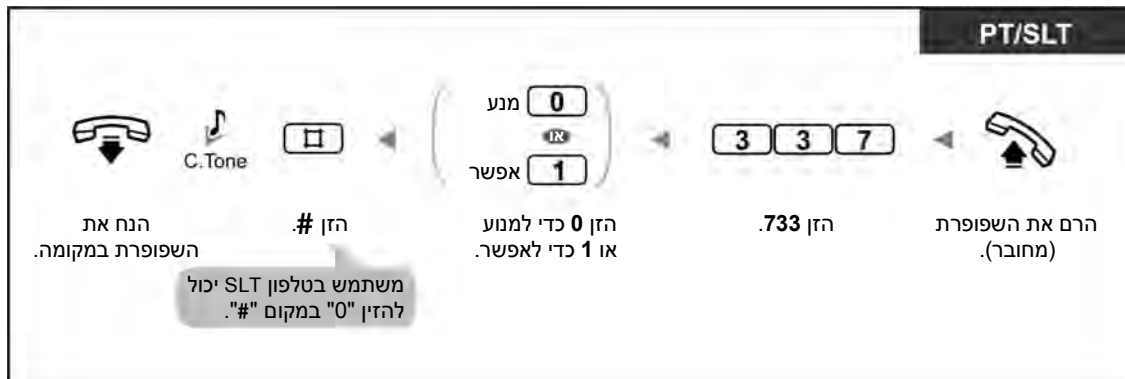 PT/SLT
3 3 7
0 מנע
או
1 אפשר
#
C.Tone
הרם את השפופרת
(מחובר).
הזן 733.
הזן 0 כדי למנוע
או 1 כדי לאפשר.
הזן #.
הנח את
השפופרת במקומה.
משתמש בטלפון SLT יכול
להזין "0" במקום "#".